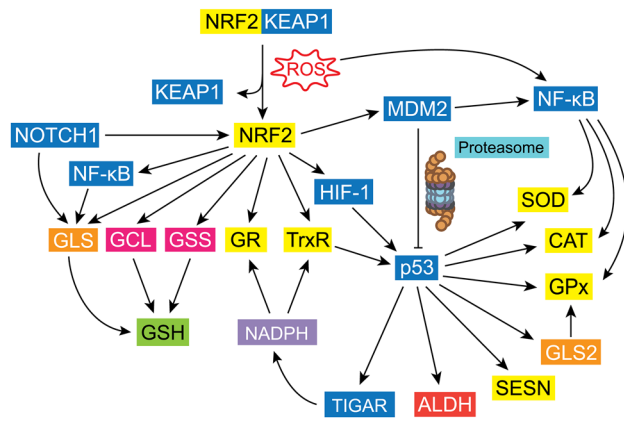 NRF2 KEAP1
ROS
KEAP1
MDM2
NF-κB
NOTCH1
NRF2
Proteasome
NF-κB
HIF-1
SOD
GLS
GCL
GSS
GR
TrxR
CAT
p53
GPx
GSH
NADPH
GLS2
SESN
TIGAR
ALDH